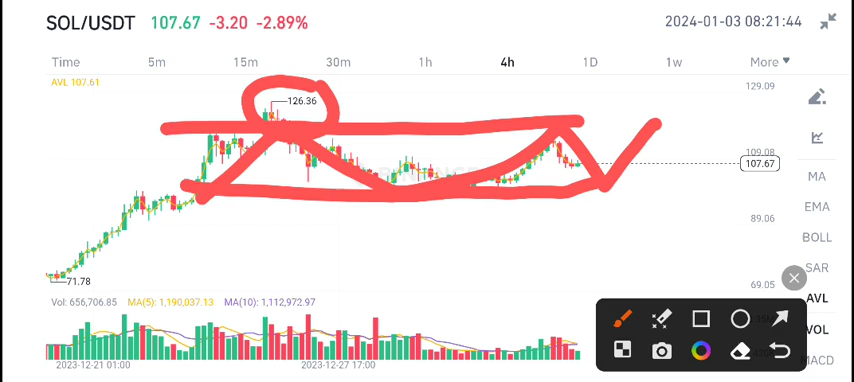 SOL/USDT 107.67 -3.20 -2.89% 2024-01-03 08:21:44
Time 5m 15m 30m 1h 4h 1D 1w More
AVL 107.61
129.09
126.36
109.08
107.67
MA
EMA
89.06
BOLL
SAR
71.78
69.05
AVL
Vol: 656,706.85 MA(5): 1,190,037.13 MA(10): 1,112,972.97
VOL
MACD
2023-12-21 01:00 2023-12-27 17:00